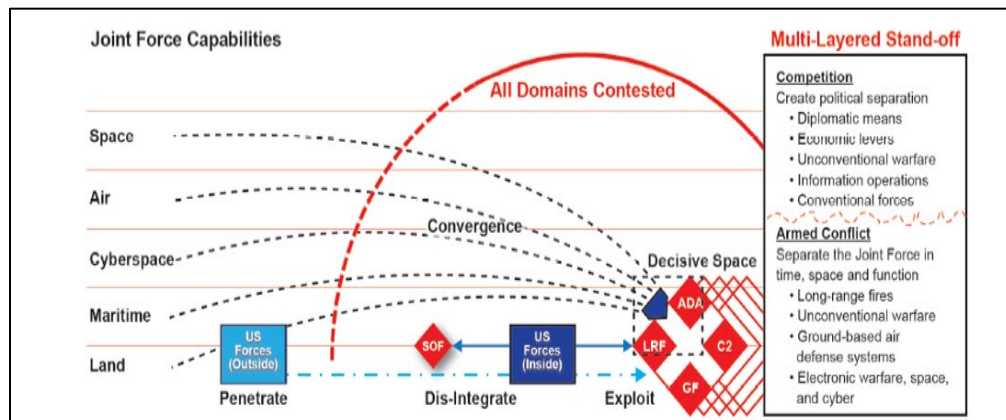 Joint Force Capabilities
Multi-Layered Stand-off
All Domains Contested
Space
Air
Convergence
Cyberspace
Decisive Space
Maritime
Land
US
Forces
(Outside)
SOF
US
Forces
(Inside)
ADA
LRF
C2
GF
Penetrate
Dis-Integrate
Exploit
Competition
Create political separation
• Diplomatic means
• Economic levers
• Unconventional warfare
• Information operations
• Conventional forces
Armed Conflict
Separate the Joint Force in
time, space and function
• Long-range fires
• Unconventional warfare
• Ground-based air
defense systems
• Electronic warfare, space,
and cyber